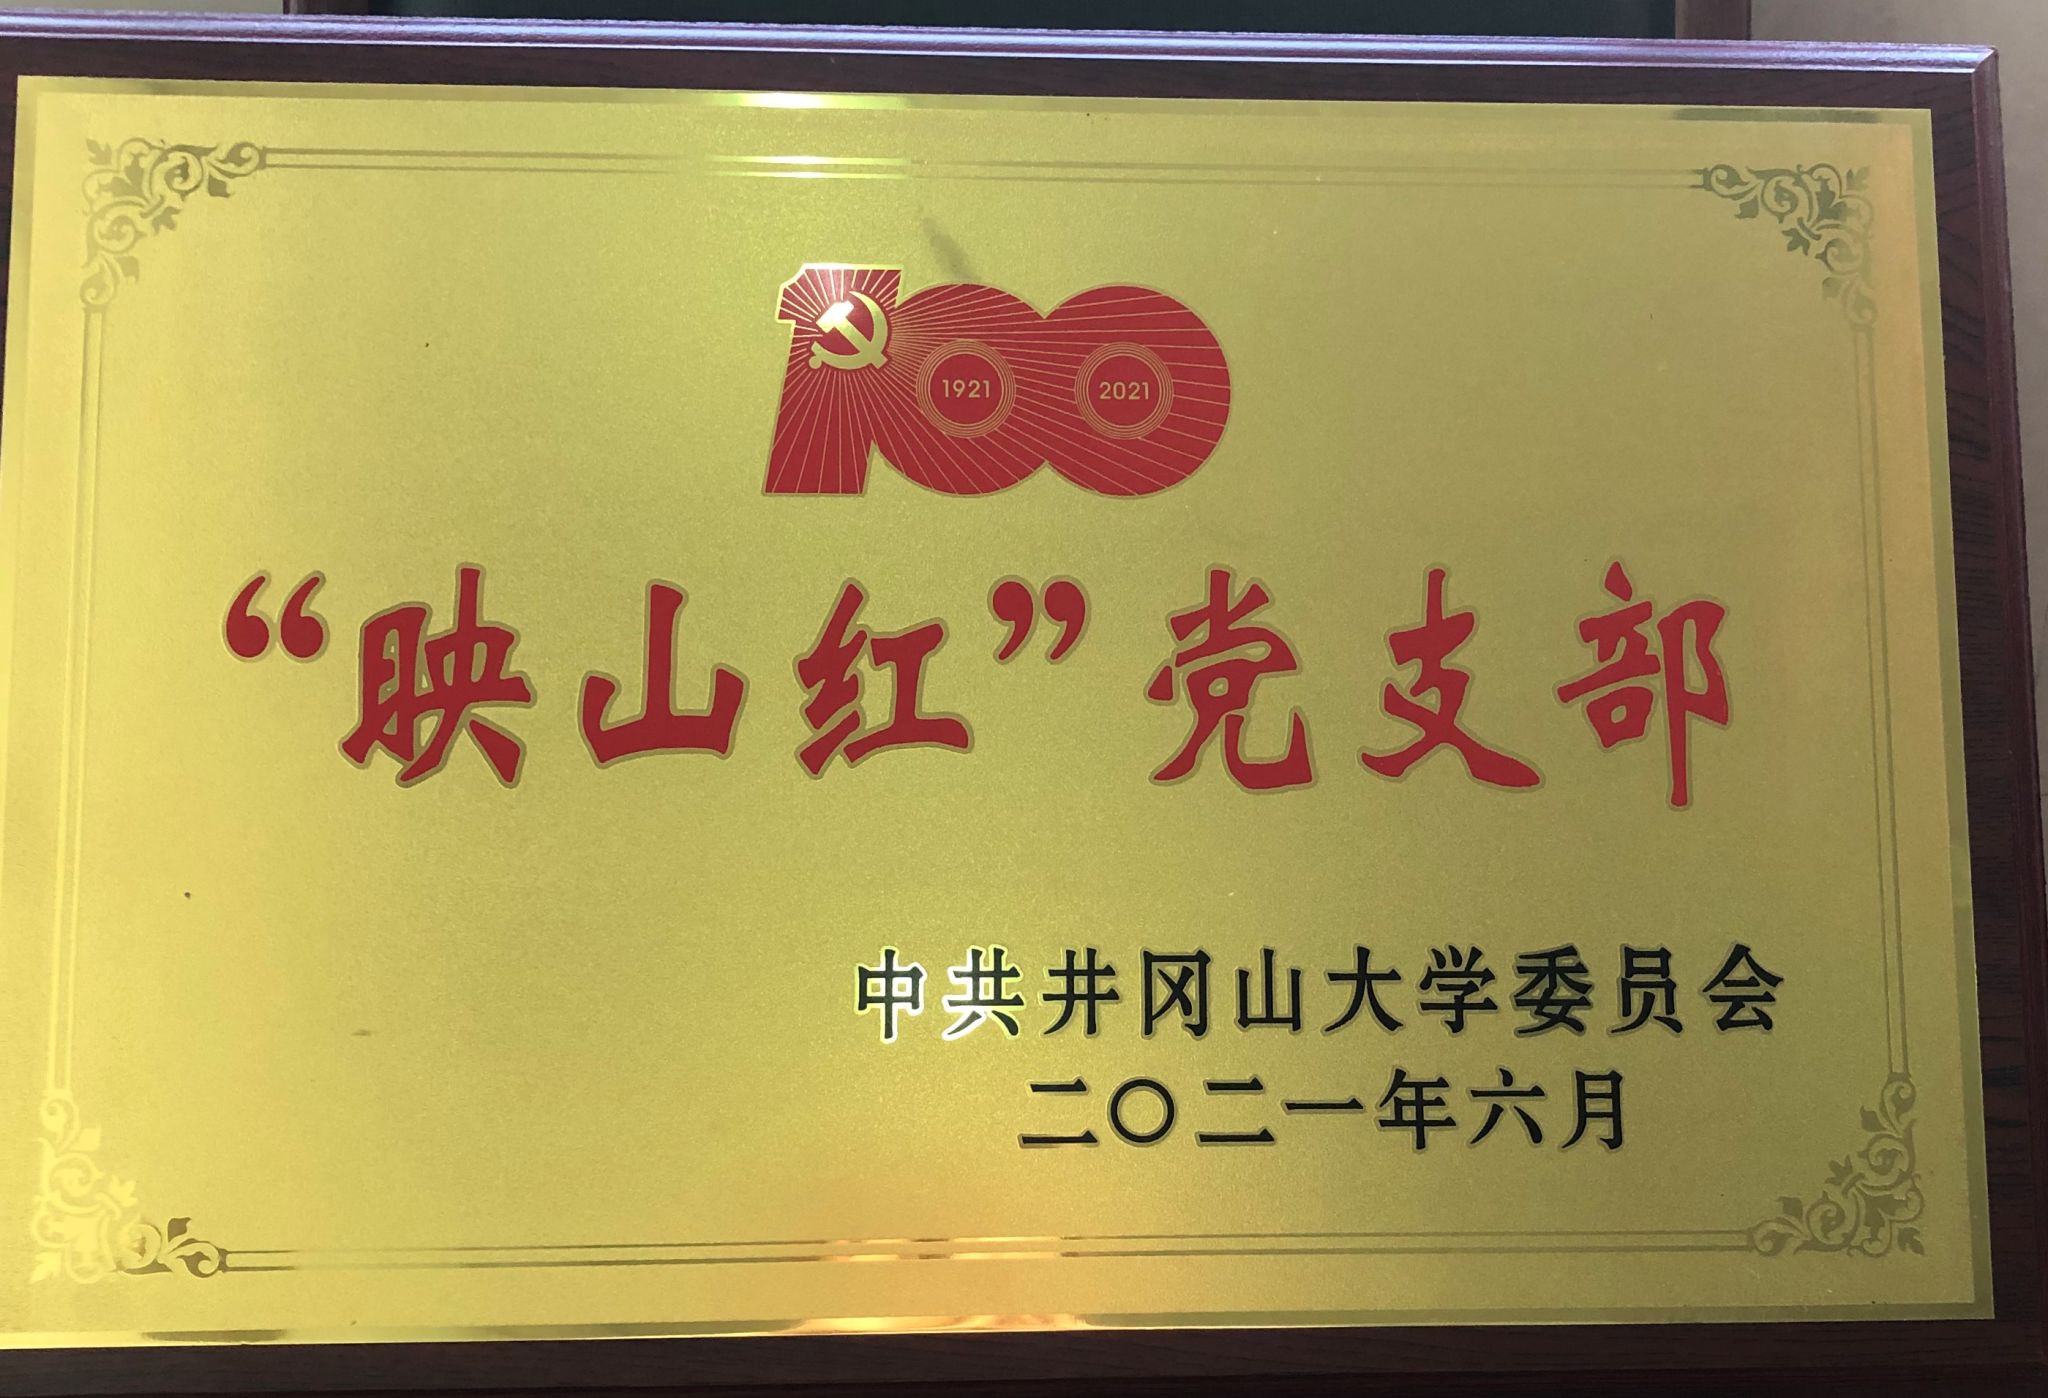 100
1921 2021
“映山红”党支部
中共井冈山大学委员会
二〇二一年六月